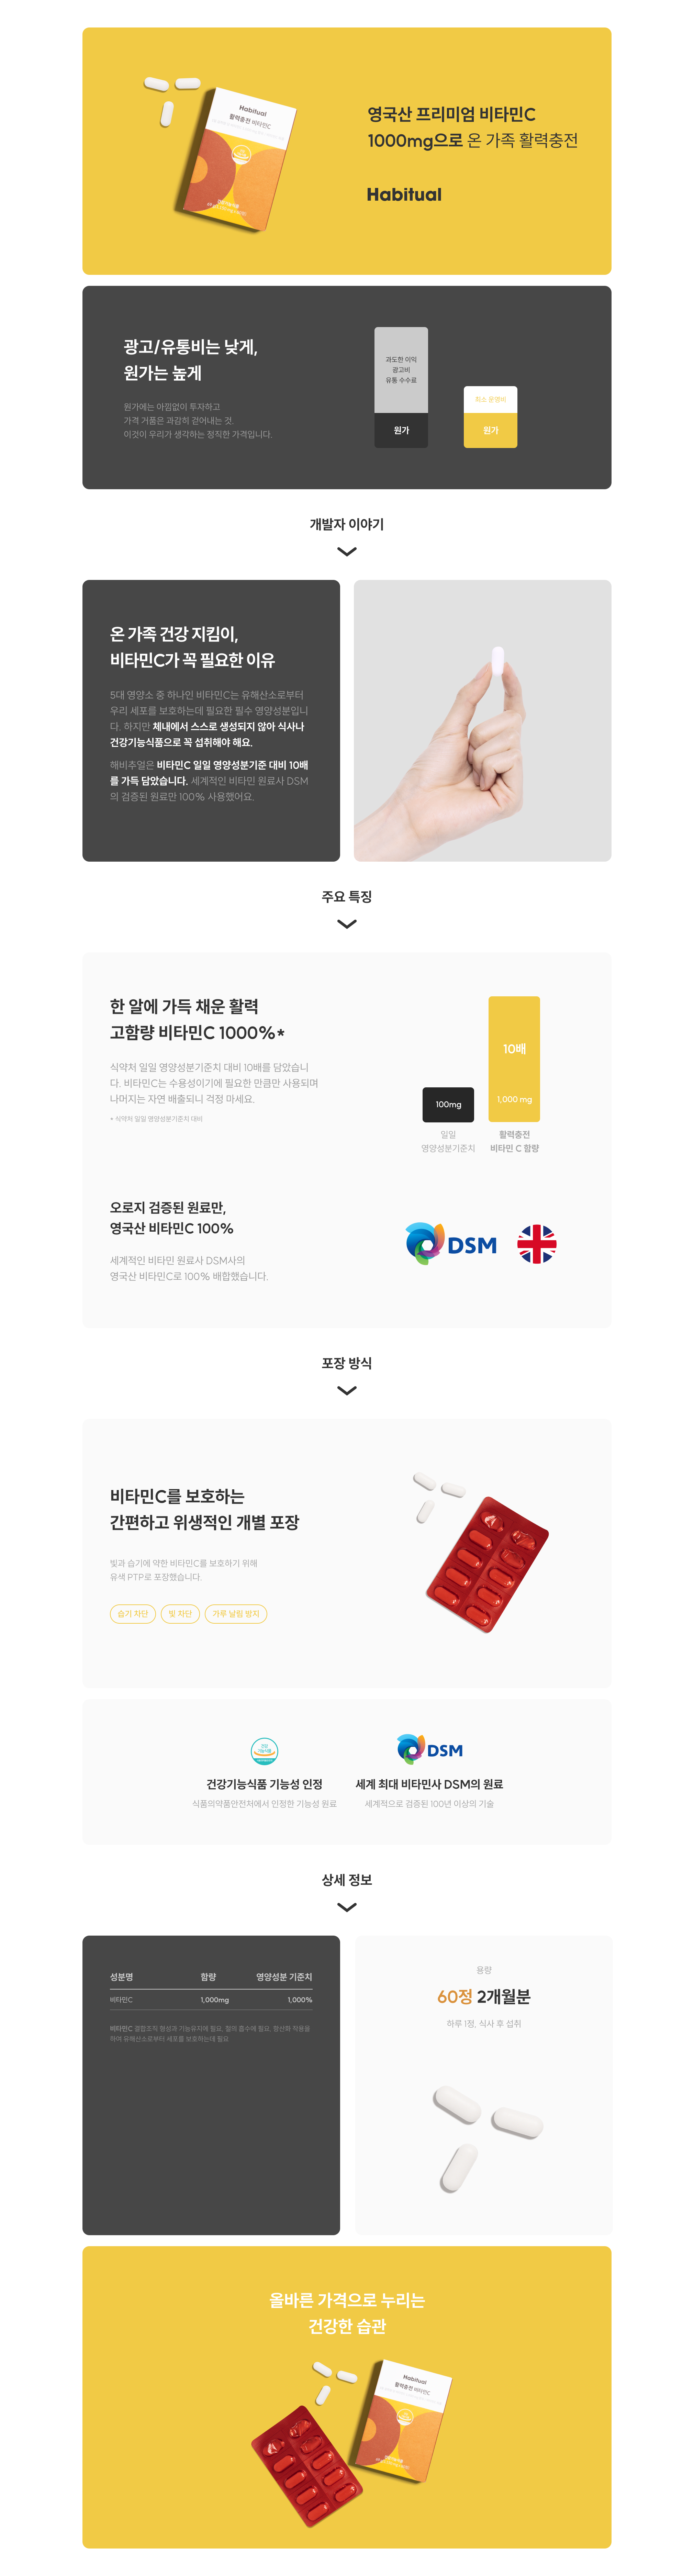 Habitual
활력충전 비타민C
영국산 프리미엄 비타민C
1000mg으로 온 가족 활력충전
Habitual
광고/유통비는 낮게,
원가는 높게
원가에는 아낌없이 투자하고
가격 거품은 과감히 걷어내는 것.
이것이 우리가 생각하는 정직한 가격입니다.
과도한 이익
광고비
유통 수수료
원가
최소 운영비
원가
개발자 이야기
온 가족 건강 지킴이,
비타민C가 꼭 필요한 이유
5대 영양소 중 하나인 비타민C는 유해산소로부터
우리 세포를 보호하는데 필요한 필수 영양성분입니
다. 하지만 체내에서 스스로 생성되지 않아 식사나
건강기능식품으로 꼭 섭취해야 해요.
해비추얼은 비타민C 일일 영양성분기준 대비 10배
를 가득 담았습니다. 세계적인 비타민 원료사 DSM
의 검증된 원료만 100% 사용했어요.
주요 특징
한 알에 가득 채운 활력
고함량 비타민C 1000%*
식약처 일일 영양성분기준치 대비 10배를 담았습니
다. 비타민C는 수용성이기에 필요한 만큼만 사용되며
나머지는 자연 배출되니 걱정 마세요.
* 식약처 일일 영양성분기준치 대비
10배
100mg
1,000 mg
일일
영양성분기준치
활력충전
비타민 C 함량
오로지 검증된 원료만,
영국산 비타민C 100%
세계적인 비타민 원료사 DSM사의
영국산 비타민C로 100% 배합했습니다.
DSM
포장 방식
비타민C를 보호하는
간편하고 위생적인 개별 포장
빛과 습기에 약한 비타민C를 보호하기 위해
유색 PTP로 포장했습니다.
습기 차단
빛 차단
가루 날림 방지
건강
기능식품
DSM
건강기능식품 기능성 인정
식품의약품안전처에서 인정한 기능성 원료
세계 최대 비타민사 DSM의 원료
세계적으로 검증된 100년 이상의 기술
상세 정보
성분명 함량 영양성분 기준치
비타민C 1,000mg 1,000%
비타민C 결합조직 형성과 기능유지에 필요, 철의 흡수에 필요, 항산화 작용을
하여 유해산소로부터 세포를 보호하는데 필요
용량
60정 2개월분
하루 1정, 식사 후 섭취
올바른 가격으로 누리는
건강한 습관
Habitual
활력충전 비타민C